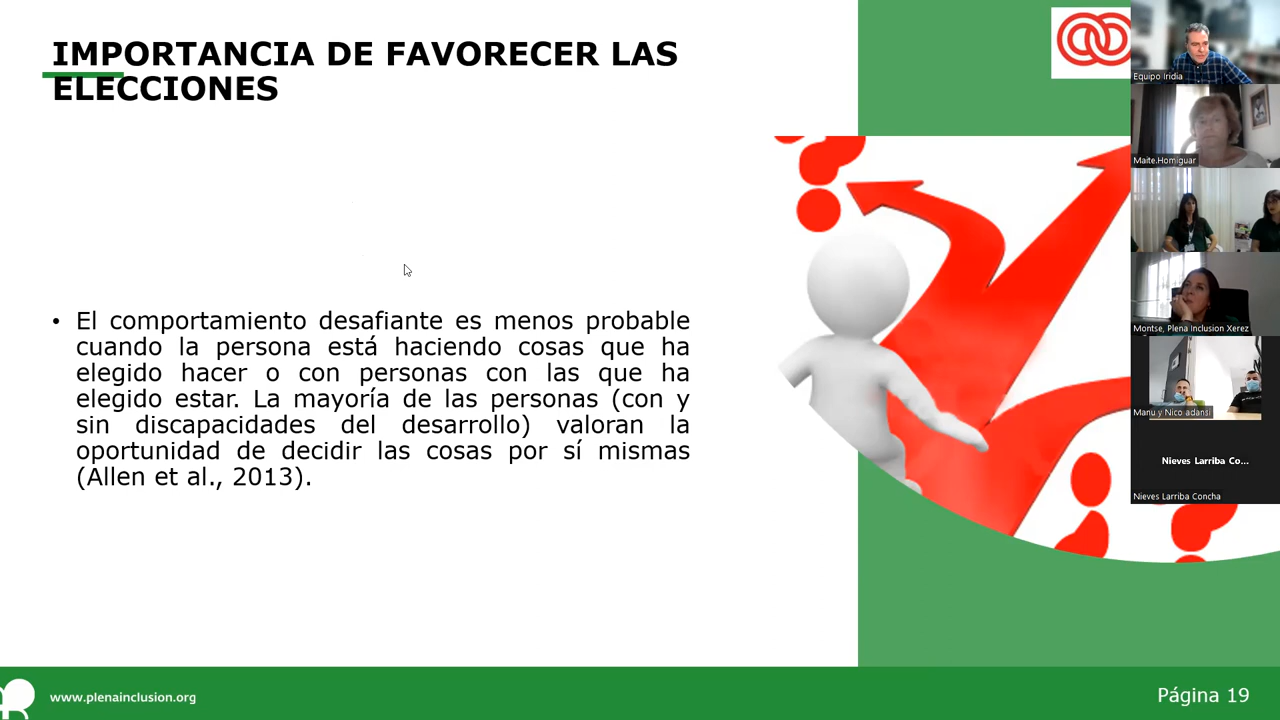 IMPORTANCIA DE FAVORECER LAS
ELECCIONES
• El comportamiento desafiante es menos probable
cuando la persona está haciendo cosas que ha
elegido hacer o con personas con las que ha
elegido estar. La mayoría de las personas (con y
sin discapacidades del desarrollo) valoran la
oportunidad de decidir las cosas por sí mismas
(Allen et al., 2013).
Equipo Iridia
Maite.Homiguar
Montse, Plena Inclusion Xerez
Manu y Nico adansi
Nieves Larriba Co...
Nieves Larriba Concha
www.plenainclusion.org
Página 19